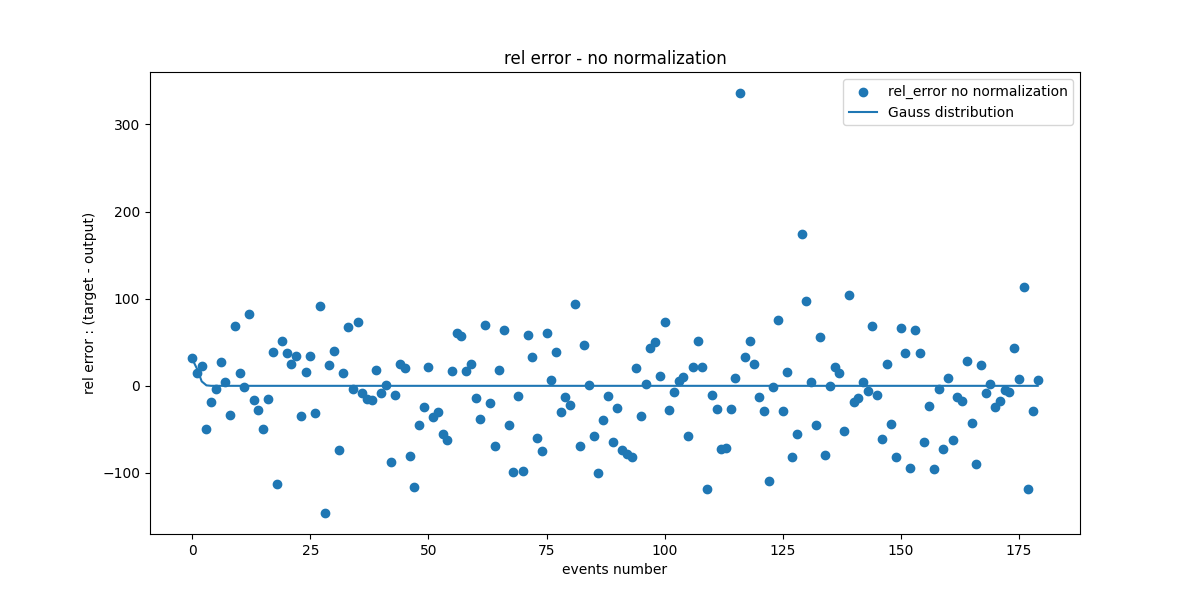 rel error - no normalization
rel_error no normalization
Gauss distribution
rel error : (target - output)
300
200
100
0
−100
0 25 50 75 100 125 150 175
events number